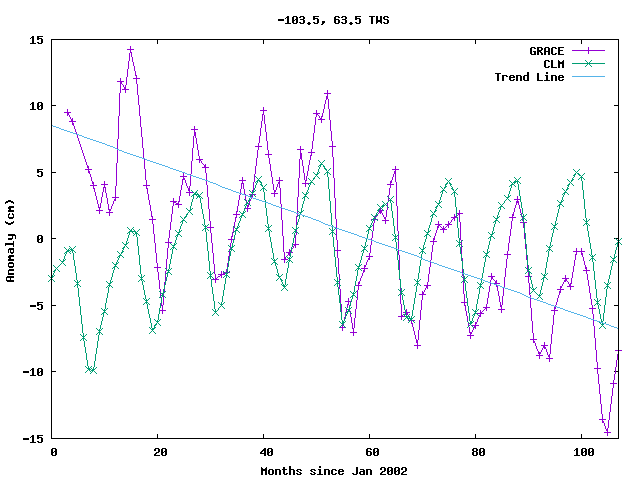 -103.5, 63.5 TWS
GRACE
CLM
Trend Line
15
10
5
0
-5
-10
-15
Anomaly (cm)
0 20 40 60 80 100
Months since Jan 2002